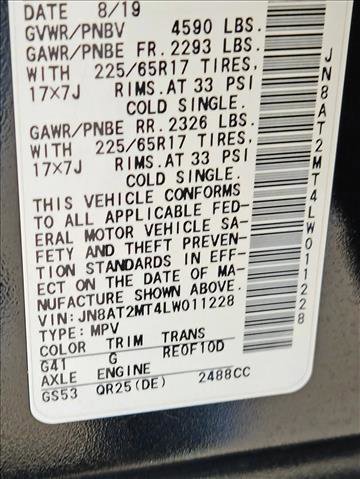 DATE 8/19
GVWR/PNBV 4590 LBS.
GAWR/PNBE FR. 2293 LBS.
WITH 225/65R17 TIRES,
17×7J RIMS. AT 33 PSI
COLD SINGLE.
GAWR/PNBE RR. 2326 LBS.
WITH 225/65R17 TIRES,
17×7J RIMS. AT 33 PSI
COLD SINGLE.
THIS VEHICLE CONFORMS
TO ALL APPLICABLE FED-
ERAL MOTOR VEHICLE SA-
FETY AND THEFT PREVEN-
TION STANDARDS IN EFF-
ECT ON THE DATE OF MA-
NUFACTURE SHOWN ABOVE.
VIN: JN8AT2MT4LW011228
TYPE: MPV
COLOR TRIM TRANS
G41 G RE0F10D
AXLE ENGINE
GS53 QR25(DE) 2488CC
JN8AT2MT4LW011228